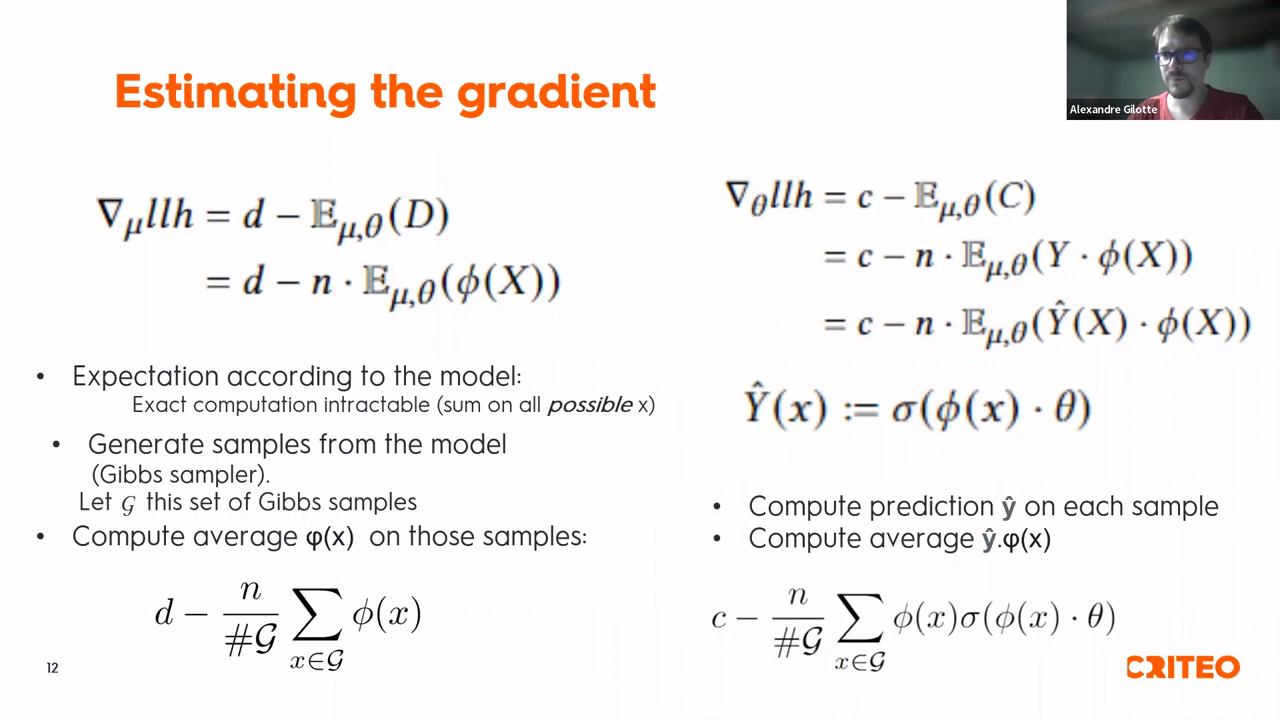 Estimating the gradient
Alexandre Gilotte
∇μllh = d − 𝔼μ,θ(D)
= d − n · 𝔼μ,θ(ϕ(X))
• Expectation according to the model:
Exact computation intractable (sum on all possible x)
• Generate samples from the model
(Gibbs sampler).
Let 𝒢 this set of Gibbs samples
• Compute average φ(x) on those samples:
d − n/#𝒢 ∑x∈𝒢 ϕ(x)
∇θllh = c − 𝔼μ,θ(C)
= c − n · 𝔼μ,θ(Y · ϕ(X))
= c − n · 𝔼μ,θ(Ŷ(X) · ϕ(X))
Ŷ(x) := σ(ϕ(x) · θ)
• Compute prediction ŷ on each sample
• Compute average ŷ.φ(x)
c − n/#𝒢 ∑x∈𝒢 ϕ(x)σ(ϕ(x) · θ)
12
CRITEO